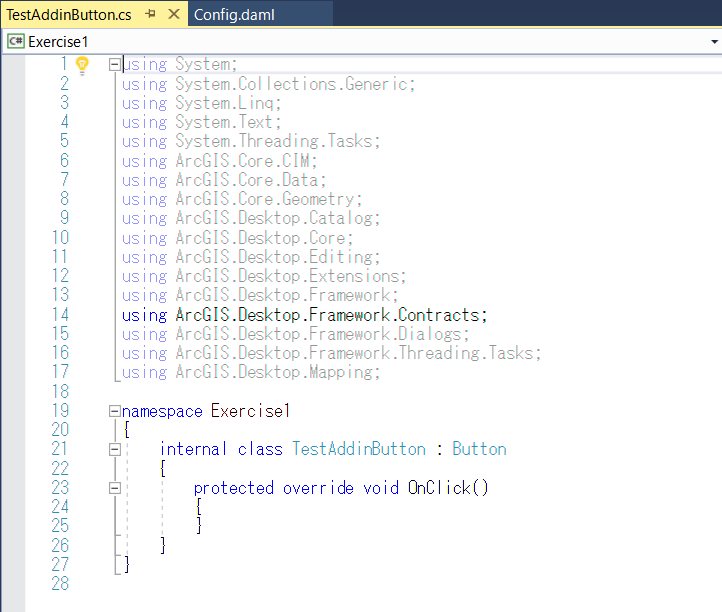 TestAddinButton.cs Config.daml
C# Exercise1
1 using System;
2 using System.Collections.Generic;
3 using System.Linq;
4 using System.Text;
5 using System.Threading.Tasks;
6 using ArcGIS.Core.CIM;
7 using ArcGIS.Core.Data;
8 using ArcGIS.Core.Geometry;
9 using ArcGIS.Desktop.Catalog;
10 using ArcGIS.Desktop.Core;
11 using ArcGIS.Desktop.Editing;
12 using ArcGIS.Desktop.Extensions;
13 using ArcGIS.Desktop.Framework;
14 using ArcGIS.Desktop.Framework.Contracts;
15 using ArcGIS.Desktop.Framework.Dialogs;
16 using ArcGIS.Desktop.Framework.Threading.Tasks;
17 using ArcGIS.Desktop.Mapping;
18
19 namespace Exercise1
20 {
21 internal class TestAddinButton : Button
22 {
23 protected override void OnClick()
24 {
25 }
26 }
27 }
28